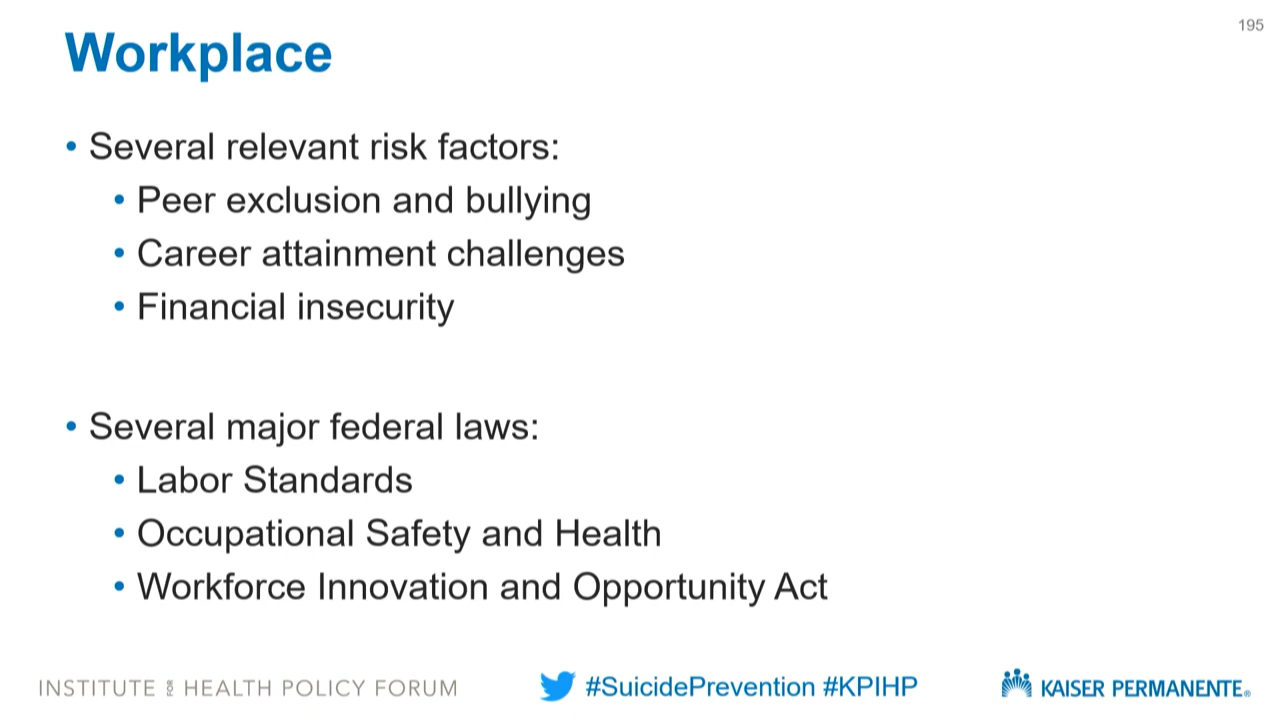 195
Workplace
• Several relevant risk factors:
• Peer exclusion and bullying
• Career attainment challenges
• Financial insecurity
• Several major federal laws:
• Labor Standards
• Occupational Safety and Health
• Workforce Innovation and Opportunity Act
INSTITUTE FOR HEALTH POLICY FORUM
#SuicidePrevention #KPIHP
KAISER PERMANENTE®